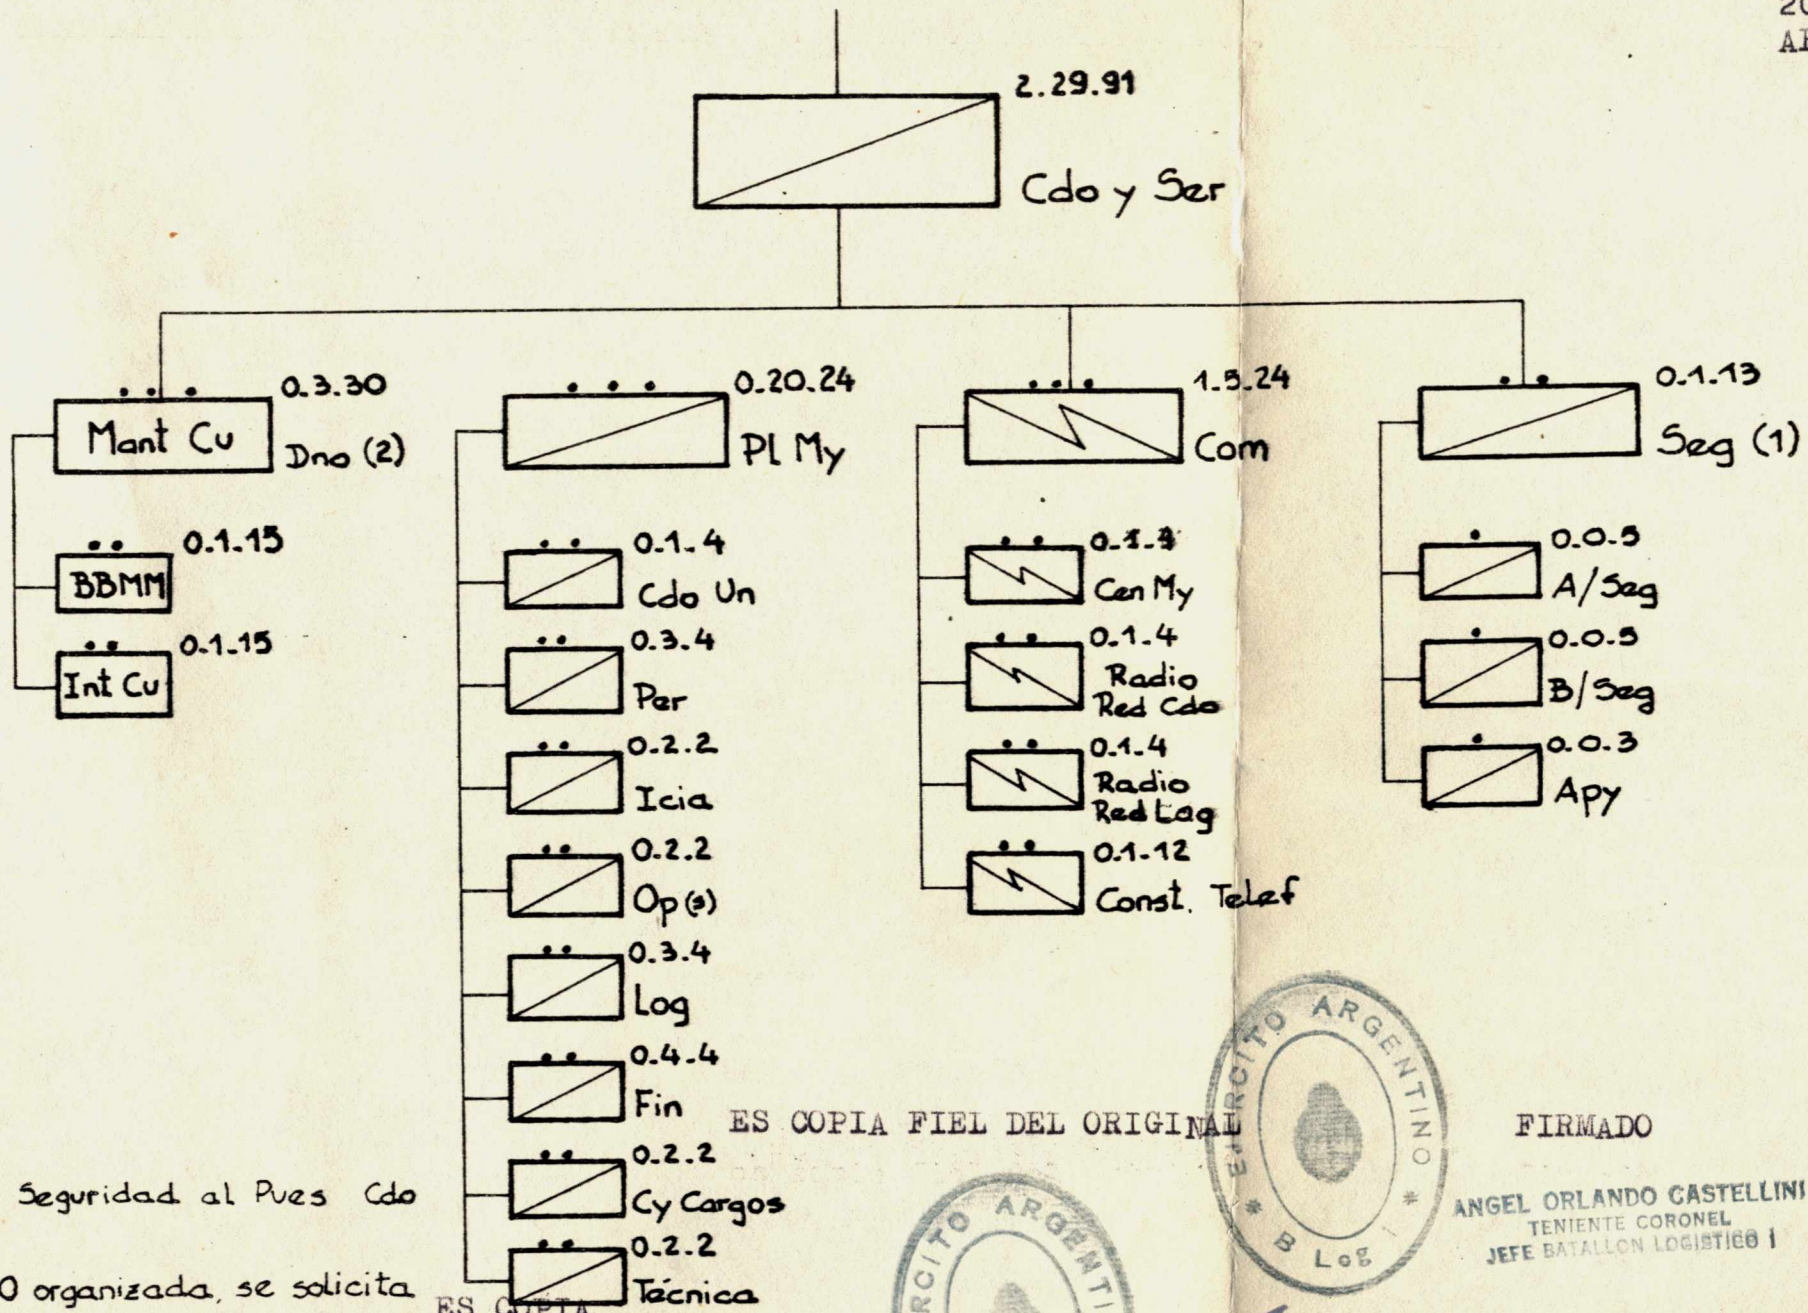 2.29.91
Cdo y Ser
0.3.30
Mant Cu
Dno (2)
0.1.15
BBMM
0.1.15
Int Cu
0.20.24
Pl My
0.1.4
Cdo Un
0.3.4
Per
0.2.2
Icia
0.2.2
Op(s)
0.3.4
Log
0.4.4
Fin
0.2.2
Cy Cargos
0.2.2
Técnica
1.5.24
Com
Cen My
0.1.4
Radio
Red Cdo
0.1.4
Radio
Red Log
0.1.12
Const. Telef
0.1.13
Seg (1)
0.0.5
A/Seg
0.0.5
B/Seg
0.0.3
Apy
ES COPIA FIEL DEL ORIGINAL
EJERCITO ARGENTINO
B Log
FIRMADO
ANGEL ORLANDO CASTELLINI
TENIENTE CORONEL
JEFE BATALLON LOGISTICO I
Seguridad al Pues Cdo
O organizada, se solicita
ES COPIA